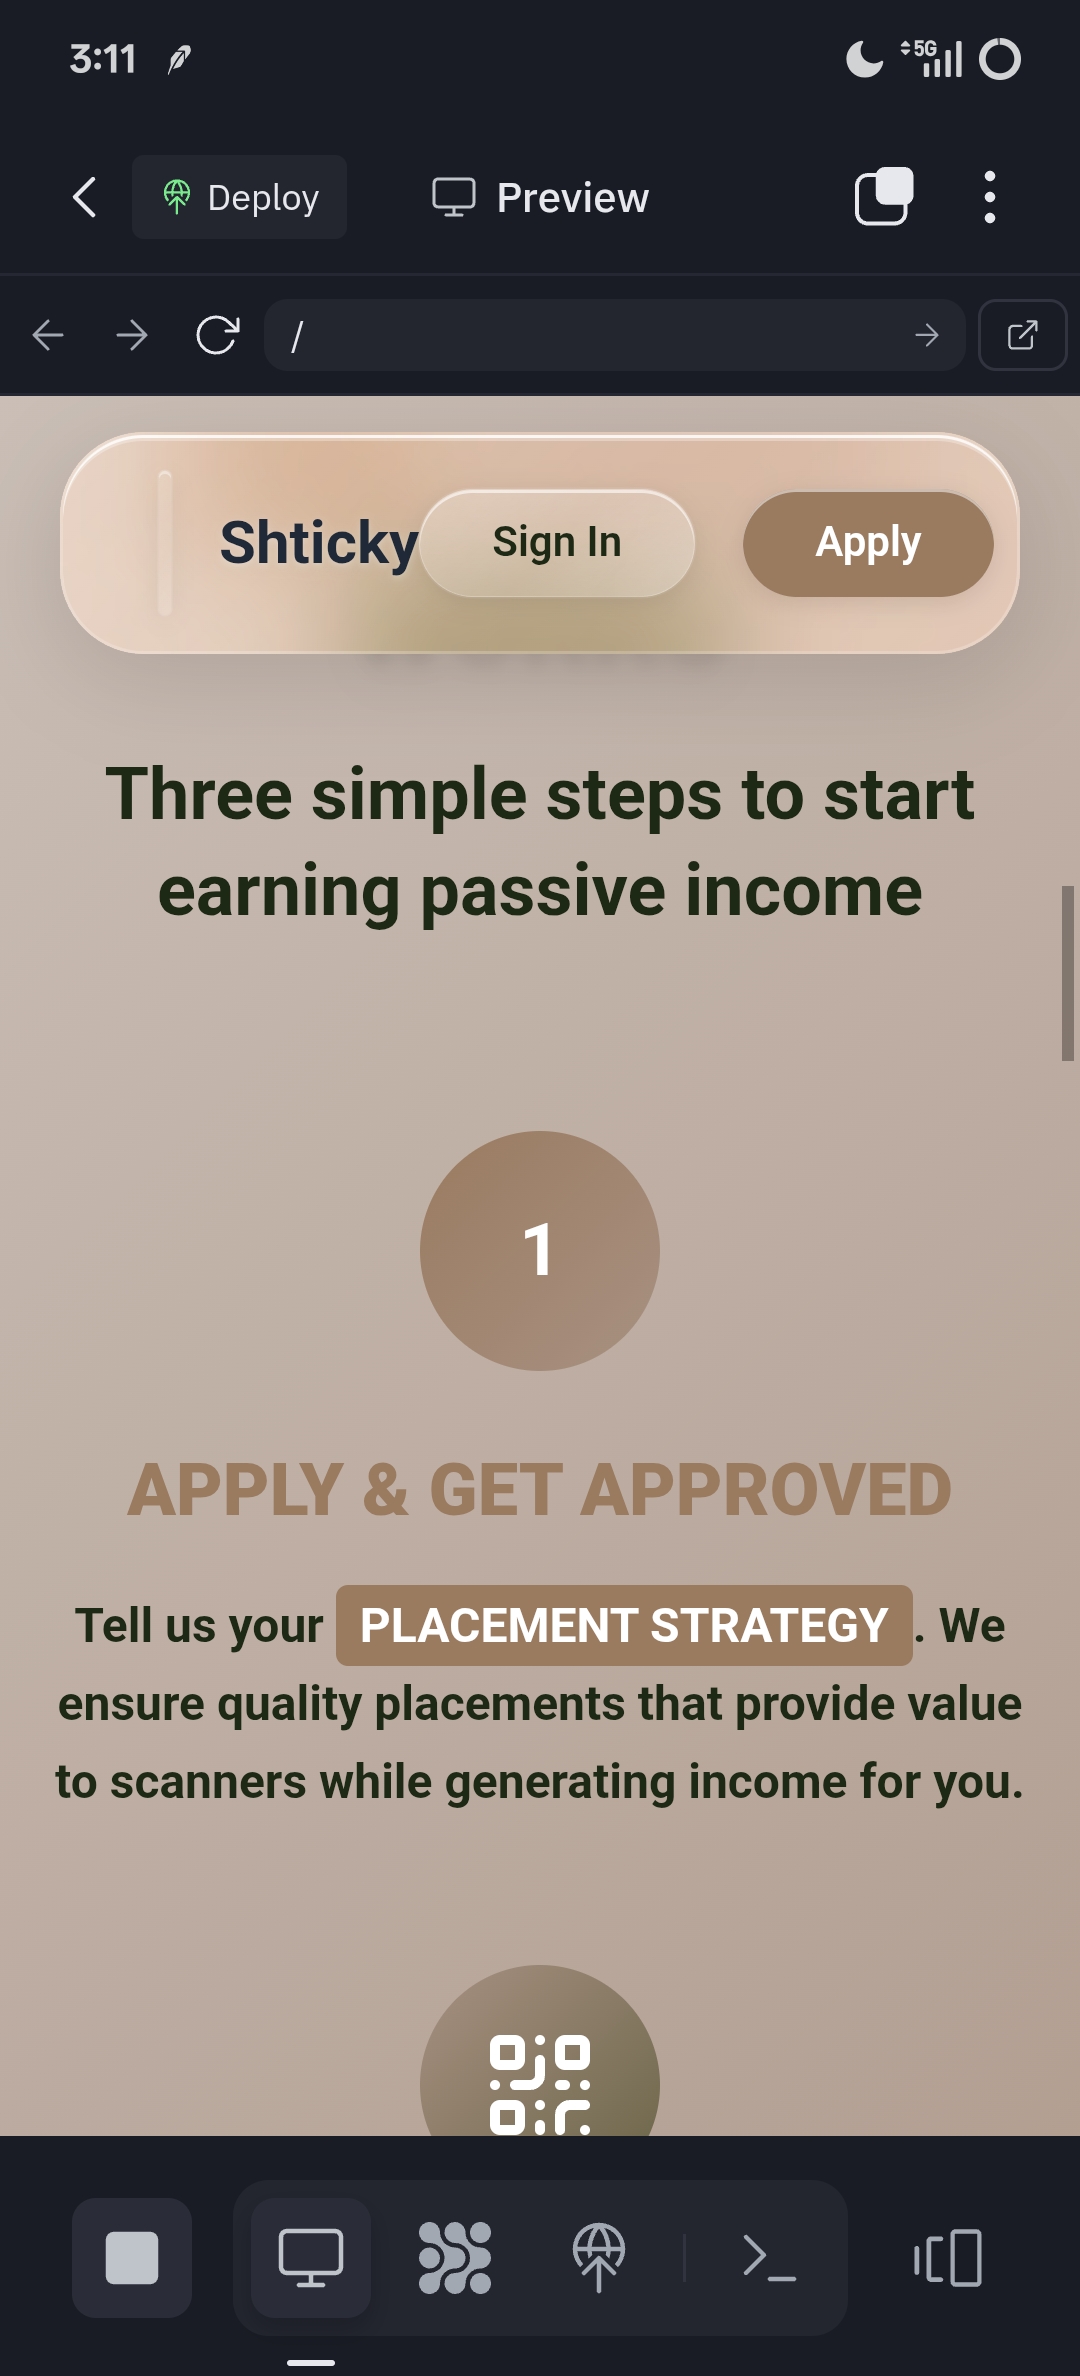 3:11
5G
Deploy
Preview
/
Shticky
Sign In
Apply
Three simple steps to start
earning passive income
1
APPLY & GET APPROVED
Tell us your PLACEMENT STRATEGY. We
ensure quality placements that provide value
to scanners while generating income for you.